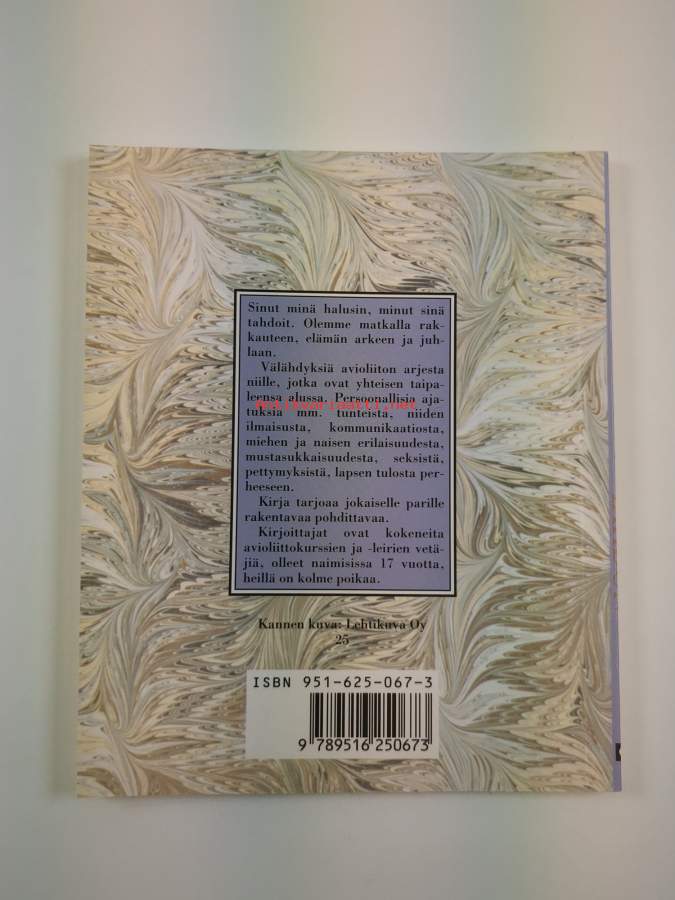 Sinut minä halusin, minut sinä
tahdoit. Olemme matkalla rak-
kauteen, elämän arkeen ja juh-
laan.
Välähdyksiä avioliiton arjesta
niille, jotka ovat yhteisen taipa-
leensa alussa. Persoonallisia aja-
antikvariaatti.net
tuksia mm. tunteista, niiden
ilmaisusta, kommunikaatiosta,
miehen ja naisen erilaisuudesta,
mustasukkaisuudesta, seksistä,
pettymyksistä, lapsen tulosta per-
heeseen.
Kirja tarjoaa jokaiselle parille
rakentavaa pohdittavaa.
Kirjoittajat ovat kokeneita
avioliittokurssien ja -leirien vetä-
jiä, olleet naimisissa 17 vuotta,
heillä on kolme poikaa.
Kannen kuva: Lehtikuva Oy
25
ISBN 951-625-067-3
9 789516 250673